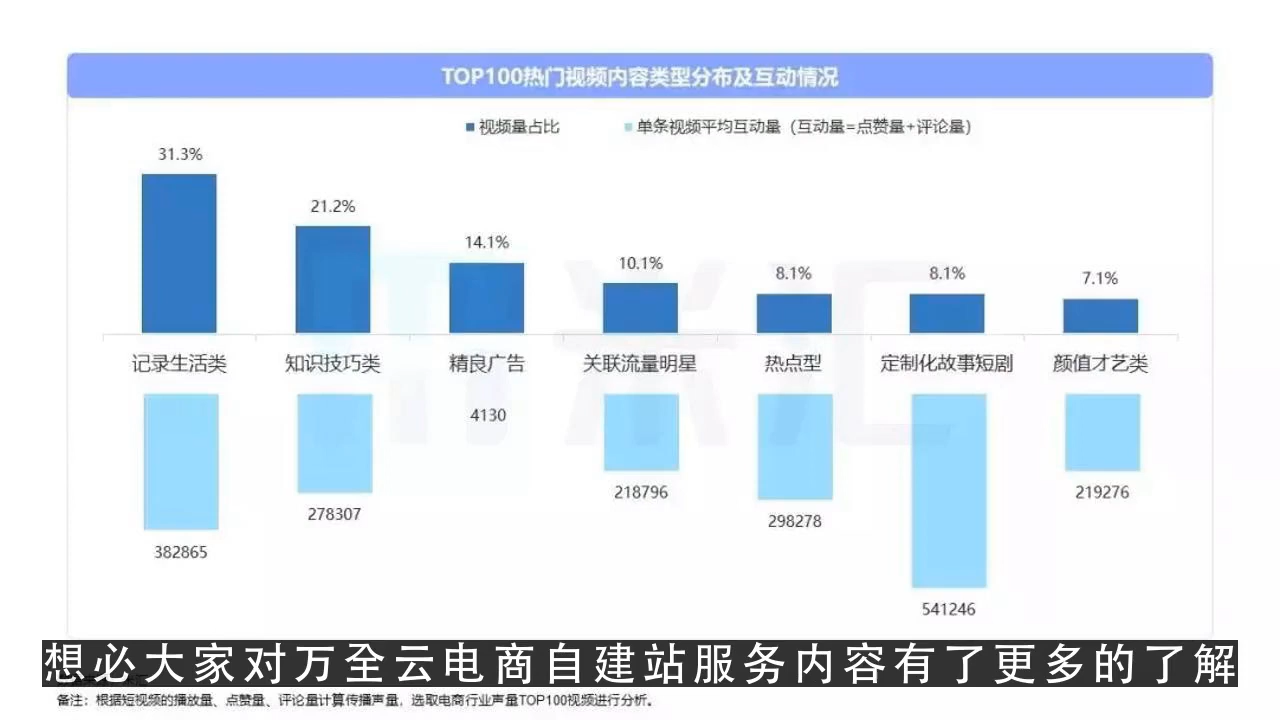 TOP100热门视频内容类型分布及互动情况
视频量占比 单条视频平均互动量（互动量=点赞量+评论量）
31.3% 21.2% 14.1% 10.1% 8.1% 8.1% 7.1%
记录生活类 知识技巧类 精良广告 关联流量明星 热点型 定制化故事短剧 颜值才艺类
382865 278307 4130 218796 298278 541246 219276
想必大家对万全云电商自建站服务内容有了更多的了解
备注：根据短视频的播放量、点赞量、评论量计算传播声量，选取电商行业声量TOP100视频进行分析。